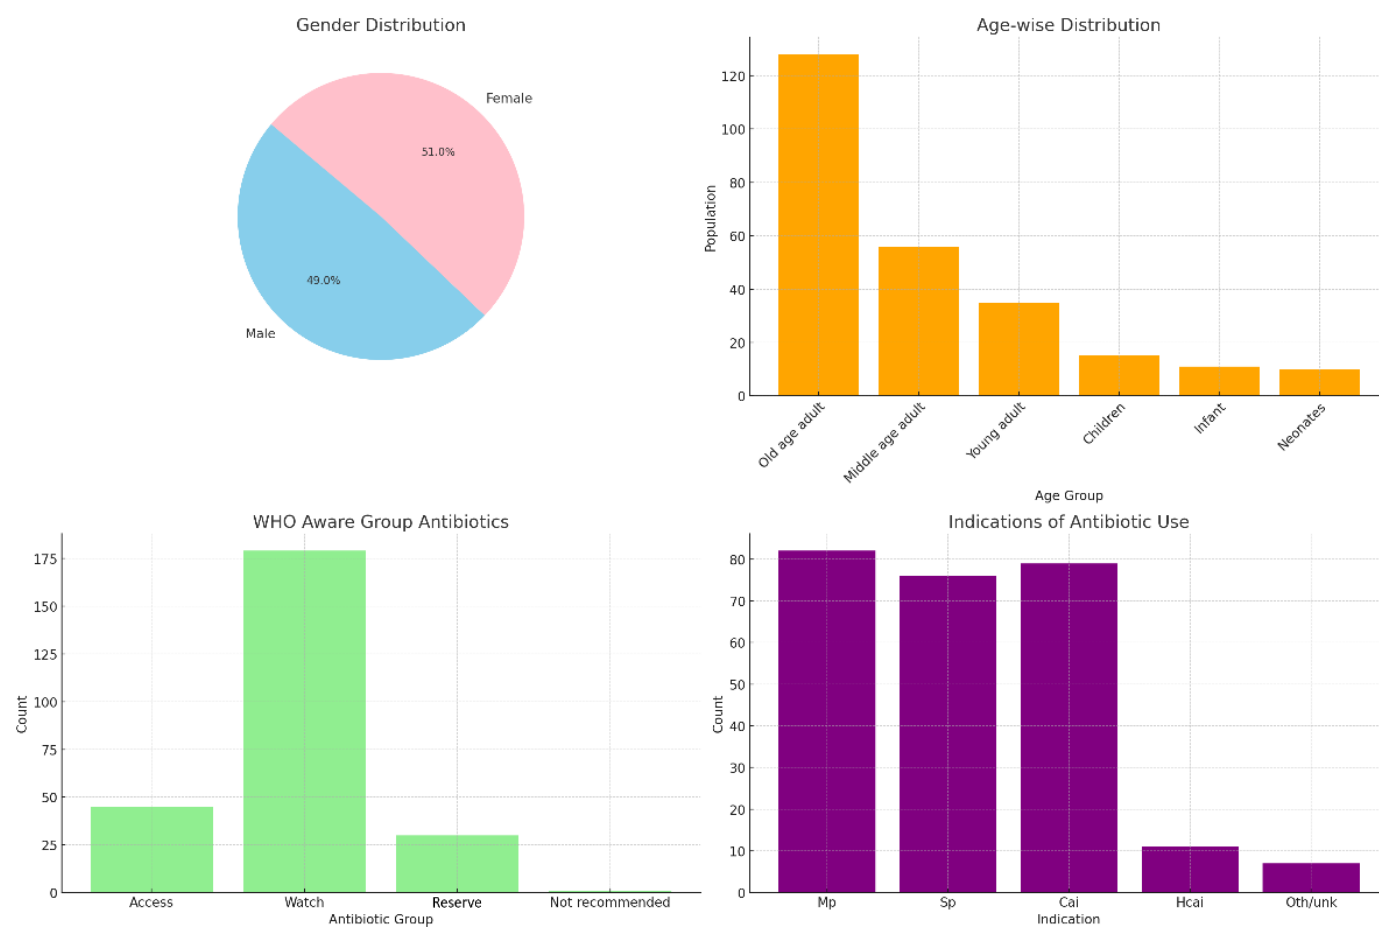 Gender Distribution
Female
51.0%
49.0%
Male
Age-wise Distribution
120
100
80
60
40
20
0
Population
Old age adult
Middle age adult
Young adult
Children
Infant
Neonates
Age Group
WHO Aware Group Antibiotics
175
150
125
100
75
50
25
0
Count
Access
Watch
Reserve
Not recommended
Antibiotic Group
Indications of Antibiotic Use
80
70
60
50
40
30
20
10
0
Count
Mp
Sp
Cai
Hcai
Oth/unk
Indication